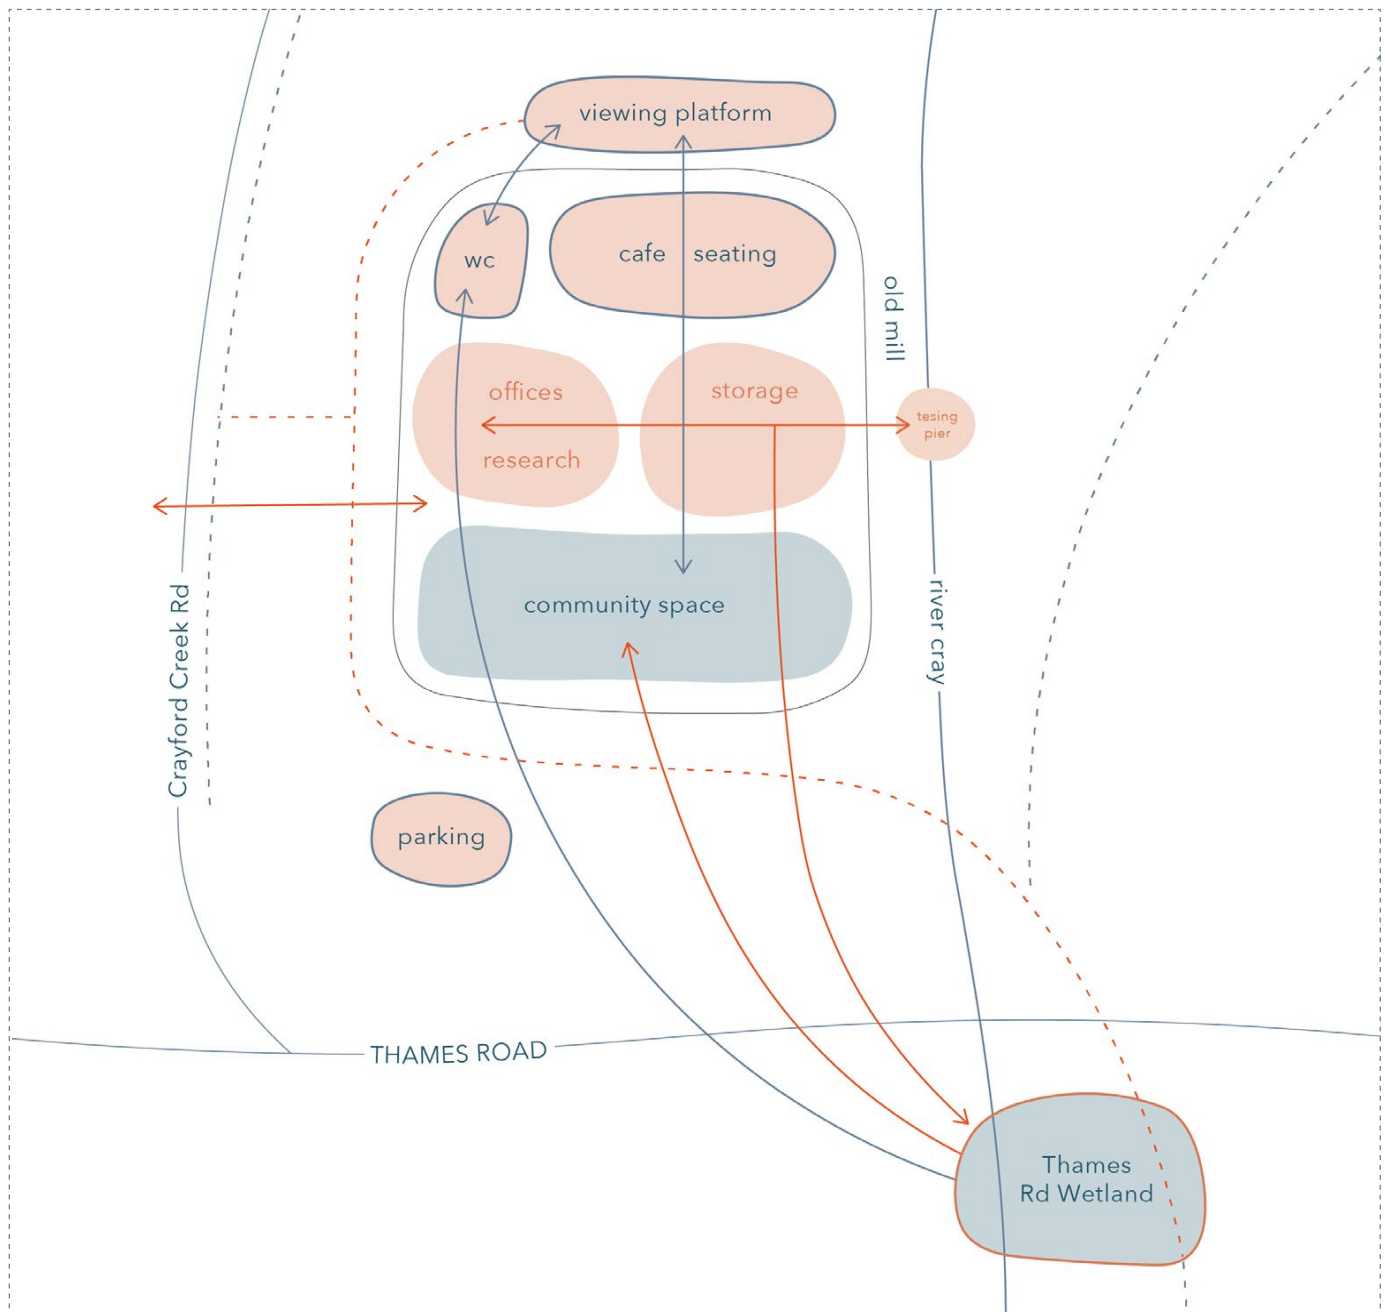 viewing platform
wc
cafe seating
old mill
offices
storage
tesing
pier
research
community space
river cray
Crayford Creek Rd
parking
THAMES ROAD
Thames
Rd Wetland